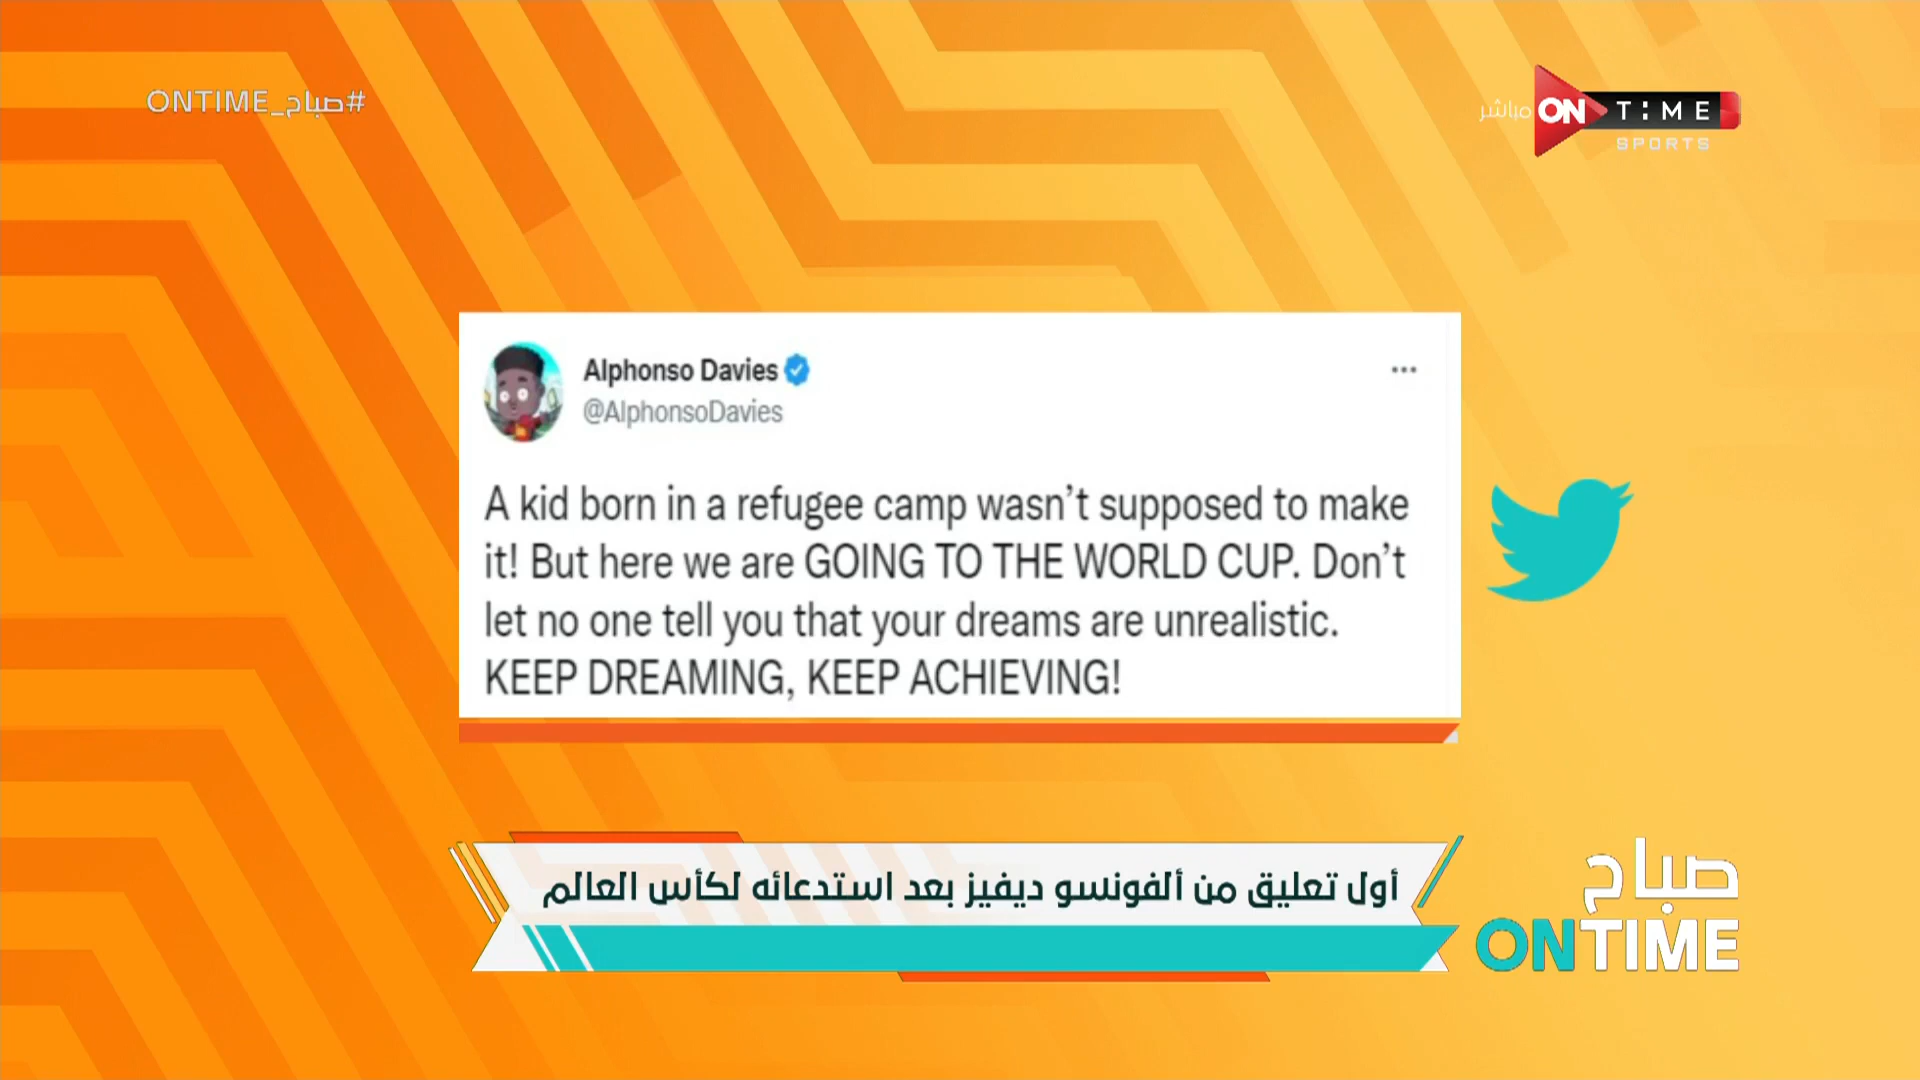 #صباح_ONTIME
مباشر ON TIME
SPORTS
Alphonso Davies
@AlphonsoDavies
A kid born in a refugee camp wasn’t supposed to make
it! But here we are GOING TO THE WORLD CUP. Don’t
let no one tell you that your dreams are unrealistic.
KEEP DREAMING, KEEP ACHIEVING!
أول تعليق من ألفونسو ديفيز بعد استدعائه لكأس العالم
صباح
ONTIME